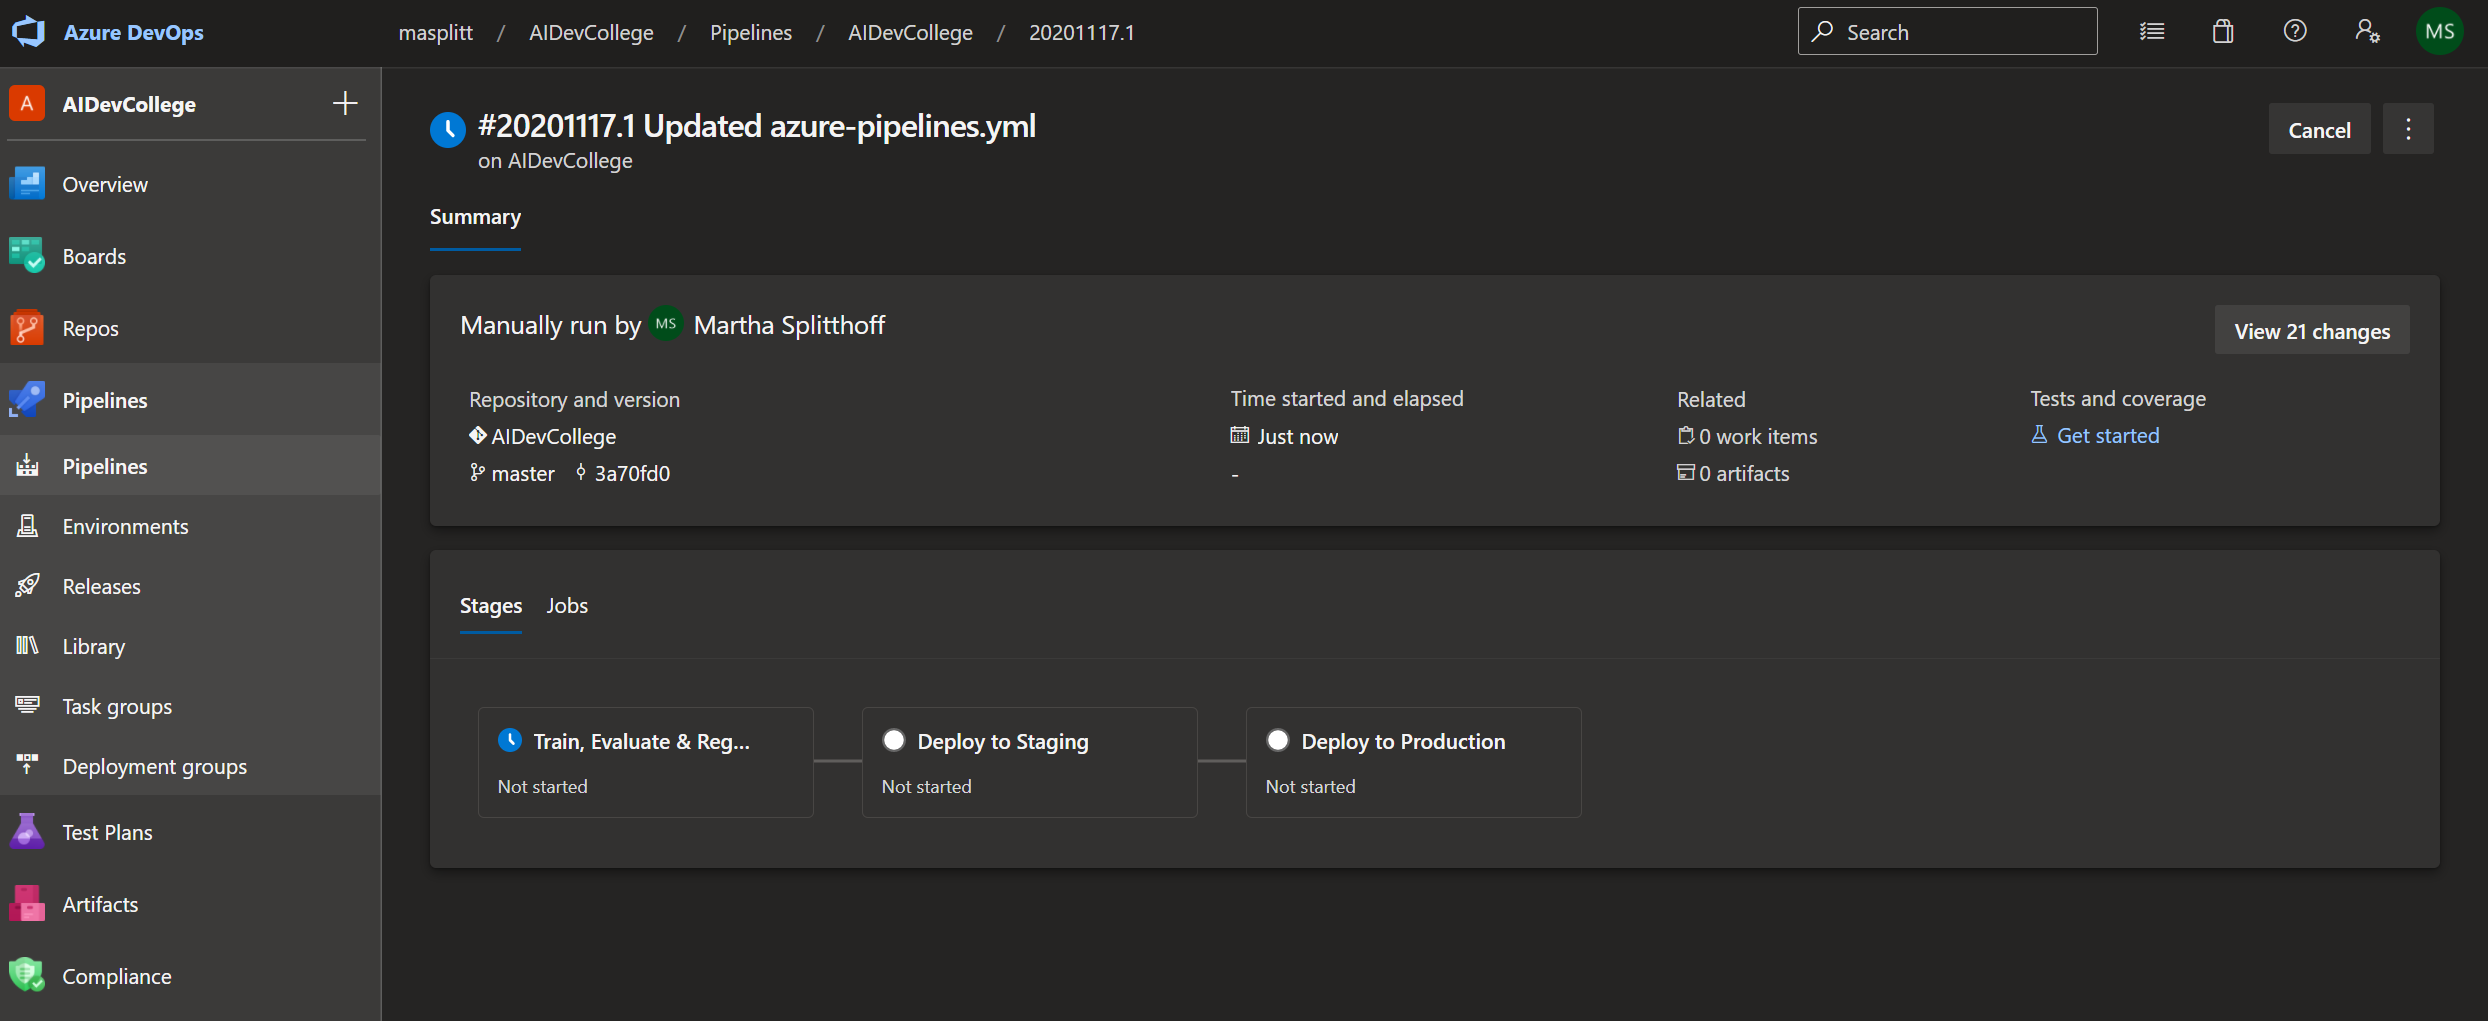 Azure DevOps
masplitt / AIDevCollege / Pipelines / AIDevCollege / 20201117.1
Search
MS
A AIDevCollege
Overview
Boards
Repos
Pipelines
Pipelines
Environments
Releases
Library
Task groups
Deployment groups
Test Plans
Artifacts
Compliance
#20201117.1 Updated azure-pipelines.yml
on AIDevCollege
Cancel
Summary
Manually run by MS Martha Splitthoff
View 21 changes
Repository and version
AIDevCollege
master 3a70fd0
Time started and elapsed
Just now
-
Related
0 work items
0 artifacts
Tests and coverage
Get started
Stages Jobs
Train, Evaluate & Reg...
Not started
Deploy to Staging
Not started
Deploy to Production
Not started